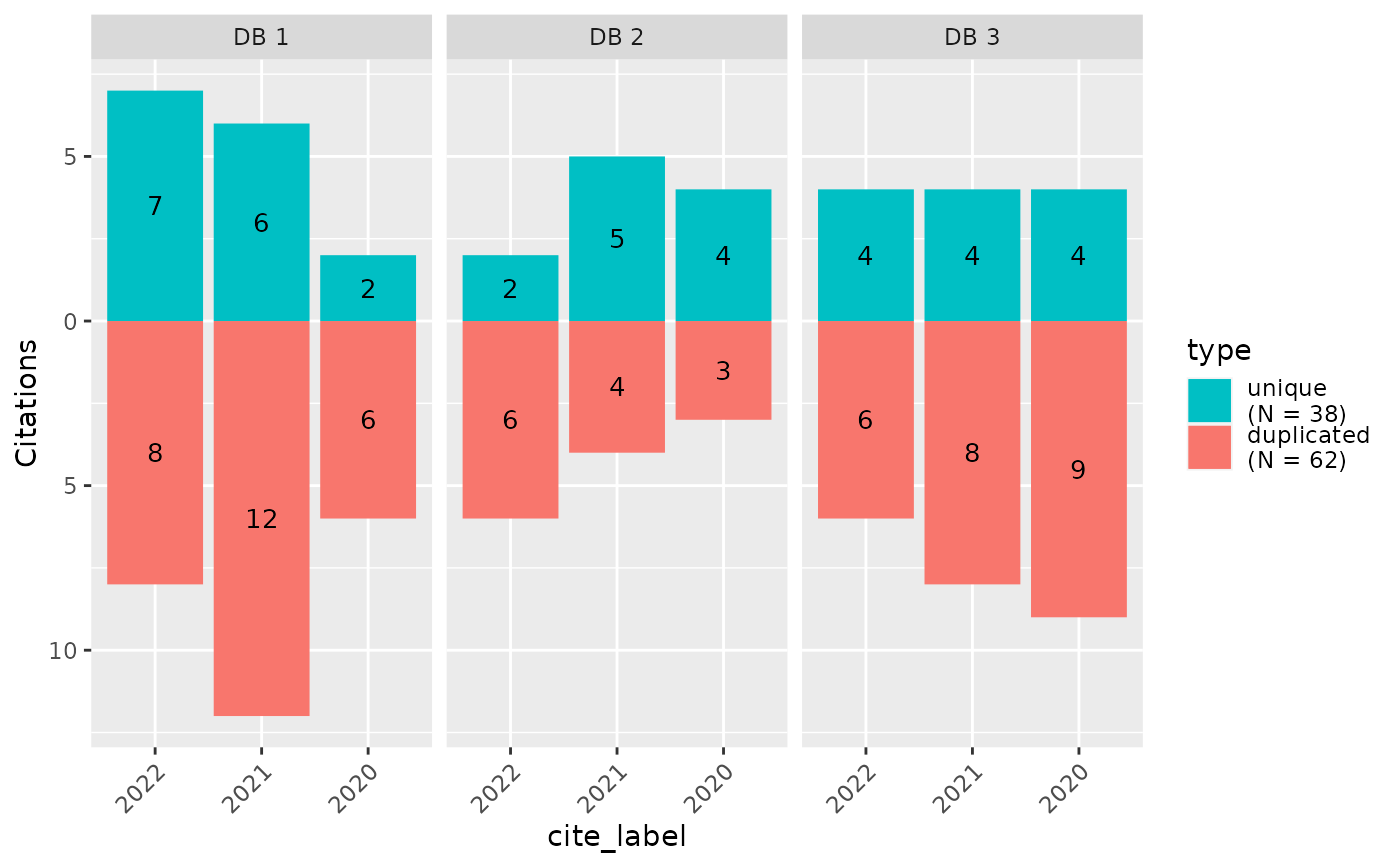 DB 1 DB 2 DB 3
7 6 2 2 5 4 4 4 4
8 12 6 6 4 3 6 8 9
5
0
5
10
Citations
2022 2021 2020 2022 2021 2020 2022 2021 2020
cite_label
type
unique
(N = 38)
duplicated
(N = 62)